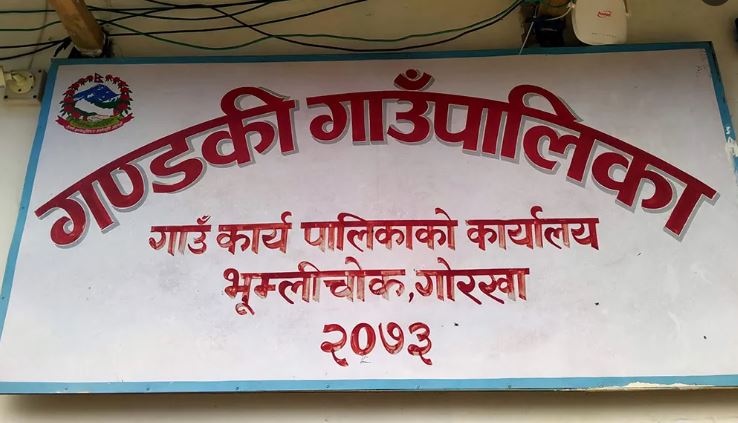 गण्डकी गाउँपालिका
गाउँ कार्य पालिकाको कार्यालय
भूम्लीचोक, गोरखा
२०७३